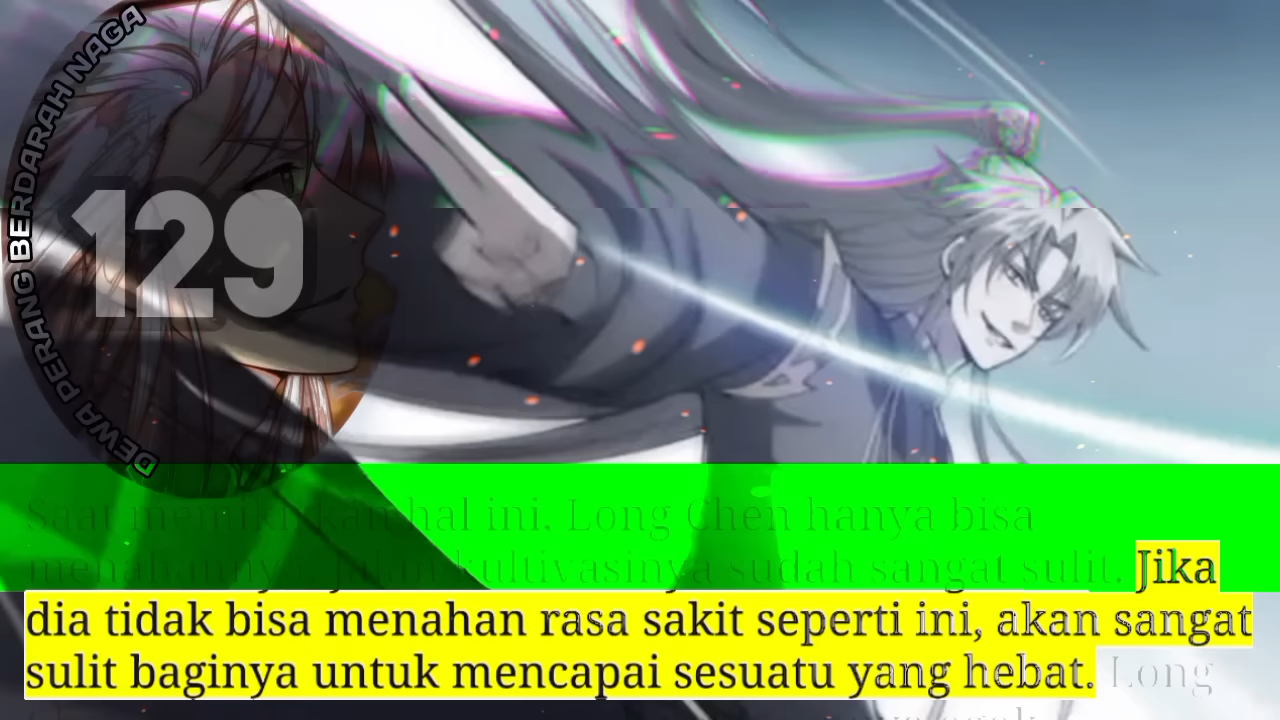 DEWA PERANG BERDARAH NAGA
129
Saat memikirkan hal ini, Long Chen hanya bisa
menahannya. Jalan kultivasinya sudah sangat sulit. Jika
dia tidak bisa menahan rasa sakit seperti ini, akan sangat
sulit baginya untuk mencapai sesuatu yang hebat. Long